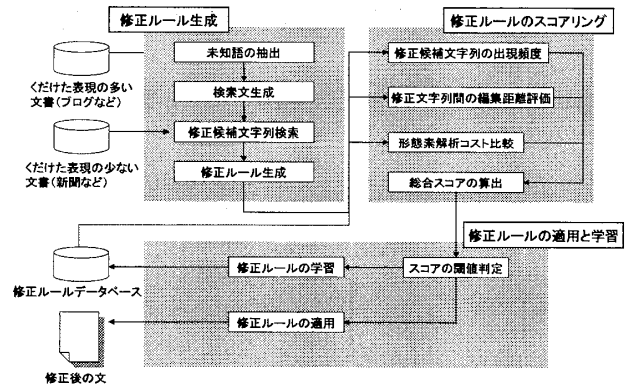 修正ルール生成
未知語の抽出
検索文生成
修正候補文字列検索
修正ルール生成
くだけた表現の多い
文書(ブログなど)
くだけた表現の少ない
文書(新聞など)
修正ルールのスコアリング
修正候補文字列の出現頻度
修正文字列間の編集距離評価
形態素解析コスト比較
総合スコアの算出
修正ルールの適用と学習
スコアの閾値判定
修正ルールの学習
修正ルールの適用
修正ルールデータベース
修正後の文